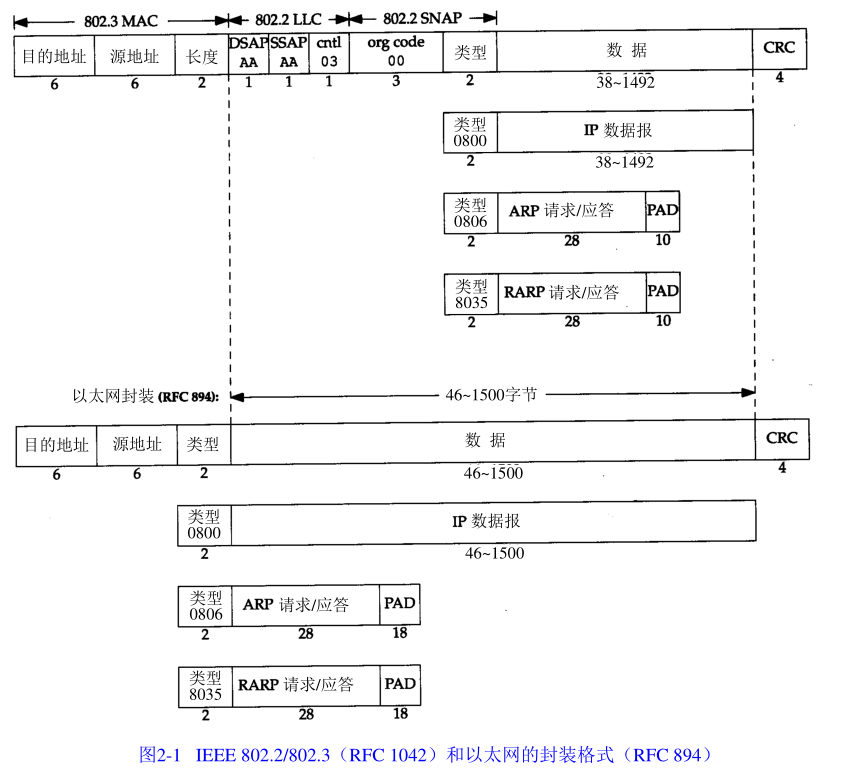 802.3 MAC 802.2 LLC 802.2 SNAP
目的地址 源地址 长度 DSAP AA SSAP AA cntl 03 org code 00 类型 数 据 CRC
6 6 2 1 1 1 3 2 38~1492 4
类型 0800 IP 数据报
2 38~1492
类型 0806 ARP 请求/应答 PAD
2 28 10
类型 8035 RARP 请求/应答 PAD
2 28 10
以太网封装 (RFC 894): 46~1500字节
目的地址 源地址 类型 数 据 CRC
6 6 2 46~1500 4
类型 0800 IP 数据报
2 46~1500
类型 0806 ARP 请求/应答 PAD
2 28 18
类型 8035 RARP 请求/应答 PAD
2 28 18
图2-1 IEEE 802.2/802.3（RFC 1042）和以太网的封装格式（RFC 894）